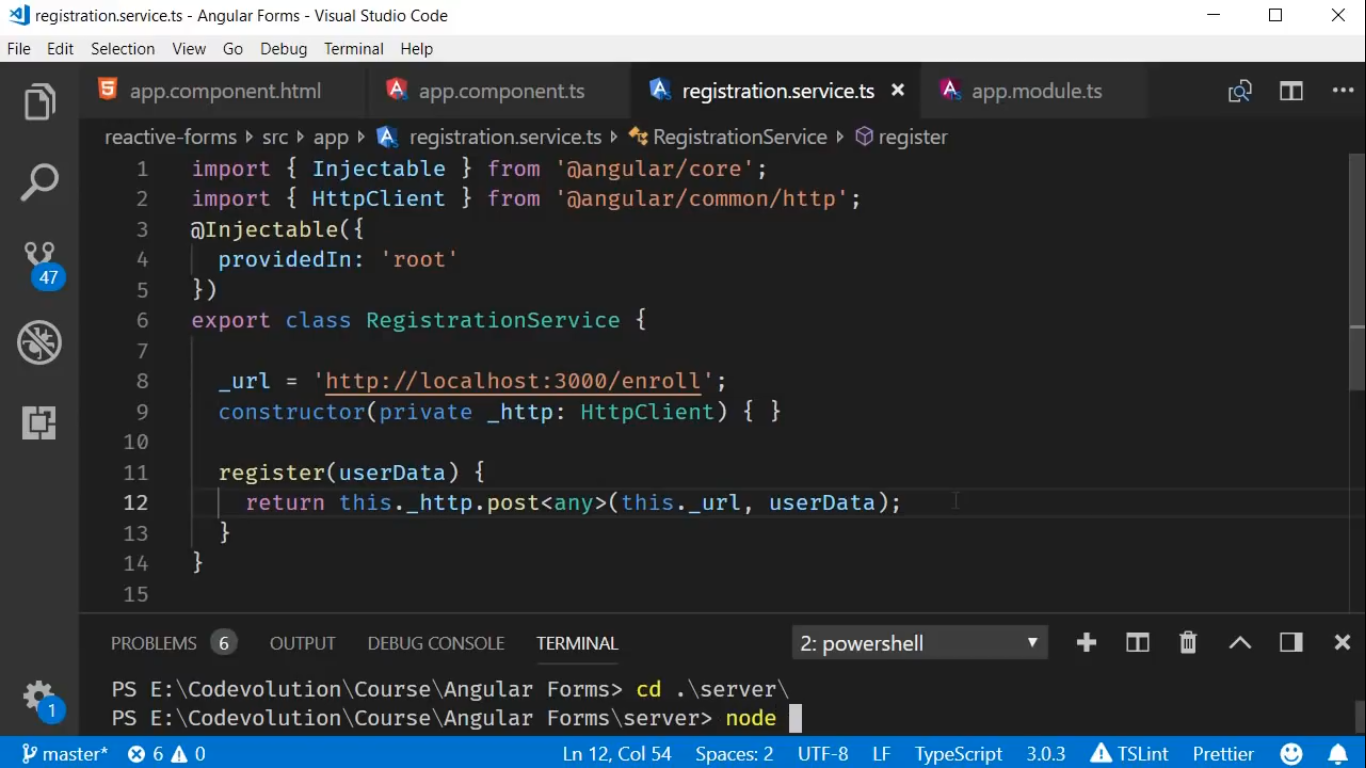 registration.service.ts - Angular Forms - Visual Studio Code
File Edit Selection View Go Debug Terminal Help
app.component.html app.component.ts registration.service.ts app.module.ts
reactive-forms src app registration.service.ts RegistrationService register
1 import { Injectable } from '@angular/core';
2 import { HttpClient } from '@angular/common/http';
3 @Injectable({
4   providedIn: 'root'
5 })
6 export class RegistrationService {
7
8   _url = 'http://localhost:3000/enroll';
9   constructor(private _http: HttpClient) { }
10
11   register(userData) {
12     return this._http.post<any>(this._url, userData);
13   }
14 }
15
47
PROBLEMS 6 OUTPUT DEBUG CONSOLE TERMINAL 2: powershell
PS E:\Codevolution\Course\Angular Forms> cd .\server\
PS E:\Codevolution\Course\Angular Forms\server> node
1
master* 6 0 Ln 12, Col 54 Spaces: 2 UTF-8 LF TypeScript 3.0.3 TSLint Prettier